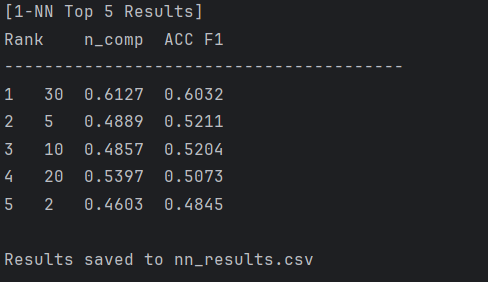 [1-NN Top 5 Results]
Rank    n_comp  ACC F1
----------------------------------------
1   30  0.6127  0.6032
2   5   0.4889  0.5211
3   10  0.4857  0.5204
4   20  0.5397  0.5073
5   2   0.4603  0.4845
Results saved to nn_results.csv